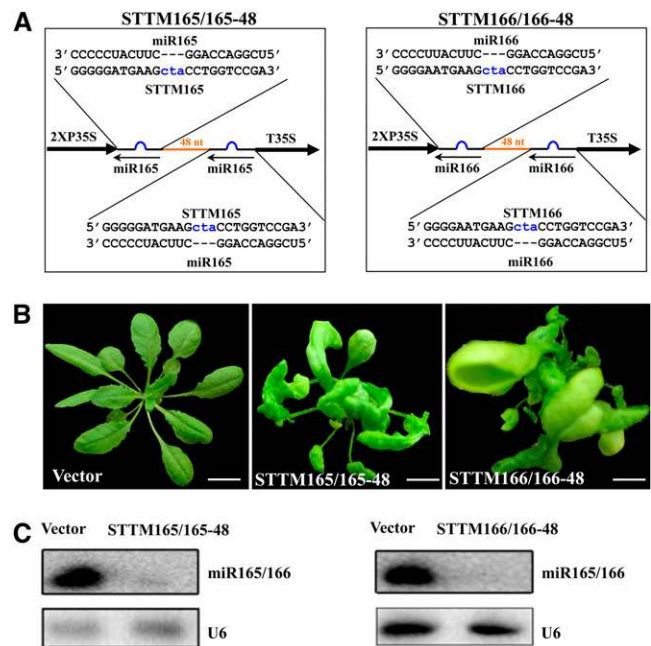 A
STTM165/165-48
miR165
3' CCCCCUACUUC---GGACCAGGCU5'
5' GGGGGATGAAGctaCCTGGTCCGA3'
STTM165
2XP35S
48 nt
T35S
miR165
miR165
STTM165
5' GGGGGATGAAGctaCCTGGTCCGA3'
3' CCCCCUACUUC---GGACCAGGCU5'
miR165
STTM166/166-48
miR166
3' CCCCUUACUUC---GGACCAGGCU5'
5' GGGGAATGAAGctaCCTGGTCCGA3'
STTM166
2XP35S
48 nt
T35S
miR166
miR166
STTM166
5' GGGGAATGAAGctaCCTGGTCCGA3'
3' CCCCUUACUUC---GGACCAGGCU5'
miR166
B
Vector
STTM165/165-48
STTM166/166-48
C
Vector STTM165/165-48
miR165/166
U6
Vector STTM166/166-48
miR165/166
U6